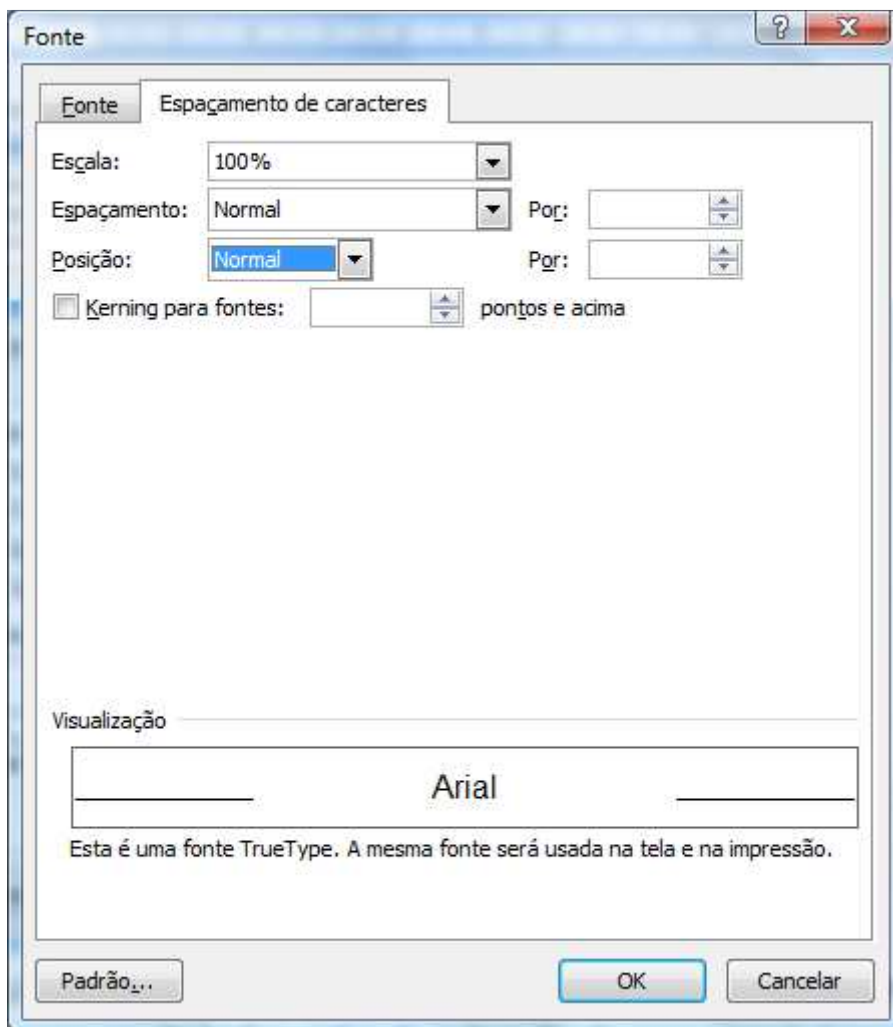 Fonte
Fonte Espaçamento de caracteres
Escala: 100%
Espaçamento: Normal Por:
Posição: Normal Por:
Kerning para fontes: pontos e acima
Visualização
Arial
Esta é uma fonte TrueType. A mesma fonte será usada na tela e na impressão.
Padrão... OK Cancelar